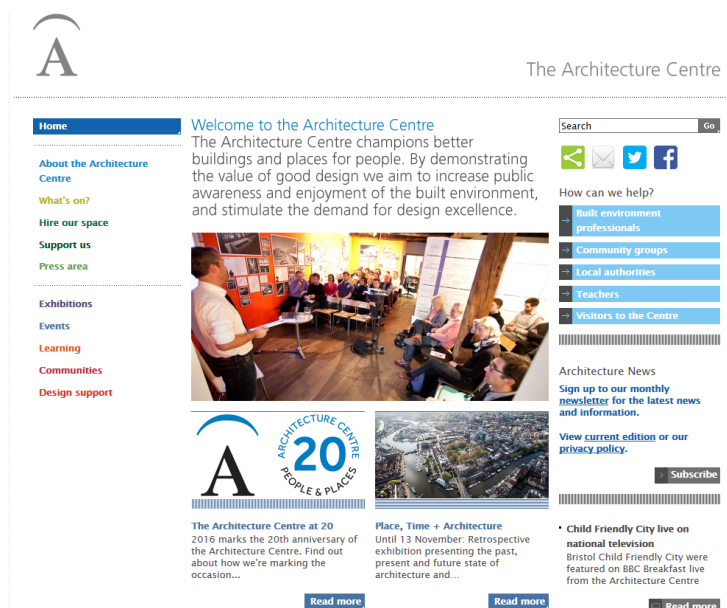 A
The Architecture Centre
Home
About the Architecture
Centre
What's on?
Hire our space
Support us
Press area
Exhibitions
Events
Learning
Communities
Design support
Welcome to the Architecture Centre
The Architecture Centre champions better
buildings and places for people. By demonstrating
the value of good design we aim to increase public
awareness and enjoyment of the built environment,
and stimulate the demand for design excellence.
A
ARCHITECTURE CENTRE
20
PEOPLE & PLACES
The Architecture Centre at 20
2016 marks the 20th anniversary of
the Architecture Centre. Find out
about how we're marking the
occasion...
Read more
Place, Time + Architecture
Until 13 November: Retrospective
exhibition presenting the past,
present and future state of
architecture and...
Read more
Search
Go
How can we help?
Built environment
professionals
Community groups
Local authorities
Teachers
Visitors to the Centre
Architecture News
Sign up to our monthly
newsletter for the latest news
and information.
View current edition or our
privacy policy.
Subscribe
Child Friendly City live on
national television
Bristol Child Friendly City were
featured on BBC Breakfast live
from the Architecture Centre
Read more